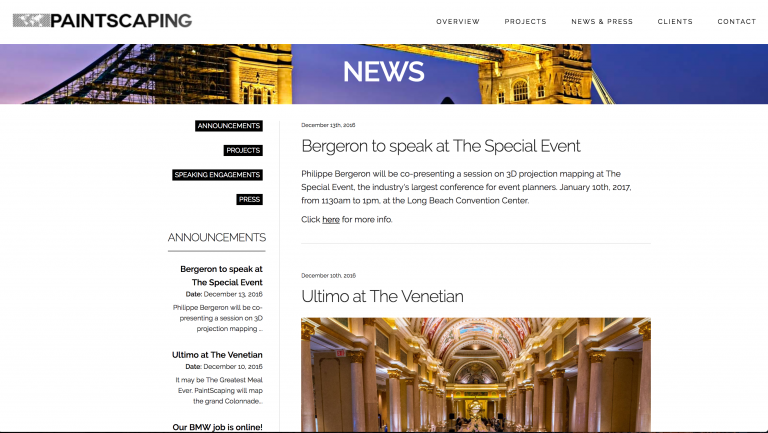 PAINTSCAPING
OVERVIEW PROJECTS NEWS & PRESS CLIENTS CONTACT
NEWS
ANNOUNCEMENTS
PROJECTS
SPEAKING ENGAGEMENTS
PRESS
ANNOUNCEMENTS
Bergeron to speak at
The Special Event
Date: December 13, 2016
Philippe Bergeron will be co-
presenting a session on 3D
projection mapping ...
Ultimo at The Venetian
Date: December 10, 2016
It may be The Greatest Meal
Ever. PaintScaping will map
the grand Colonnade...
Our BMW job is online!
December 13th, 2016
Bergeron to speak at The Special Event
Philippe Bergeron will be co-presenting a session on 3D projection mapping at The
Special Event, the industry's largest conference for event planners. January 10th, 2017,
from 1130am to 1pm, at the Long Beach Convention Center.
Click here for more info.
December 10th, 2016
Ultimo at The Venetian